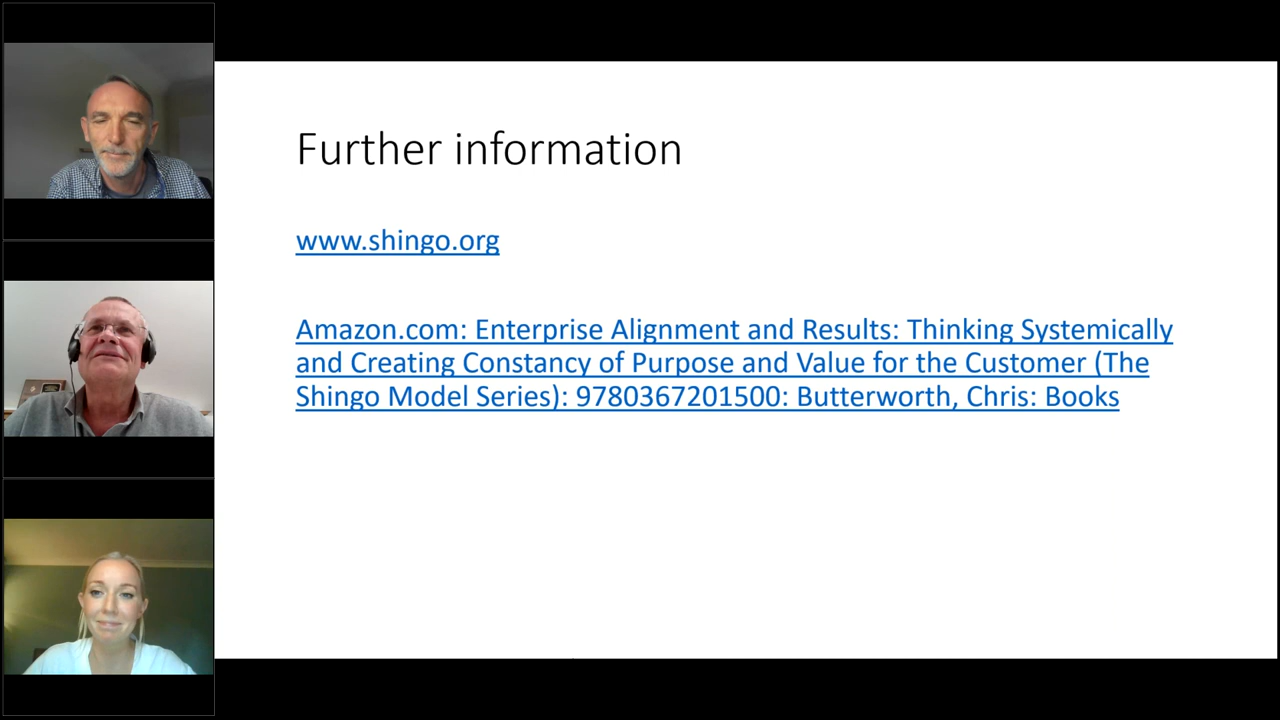 Further information
www.shingo.org
Amazon.com: Enterprise Alignment and Results: Thinking Systemically
and Creating Constancy of Purpose and Value for the Customer (The
Shingo Model Series): 9780367201500: Butterworth, Chris: Books